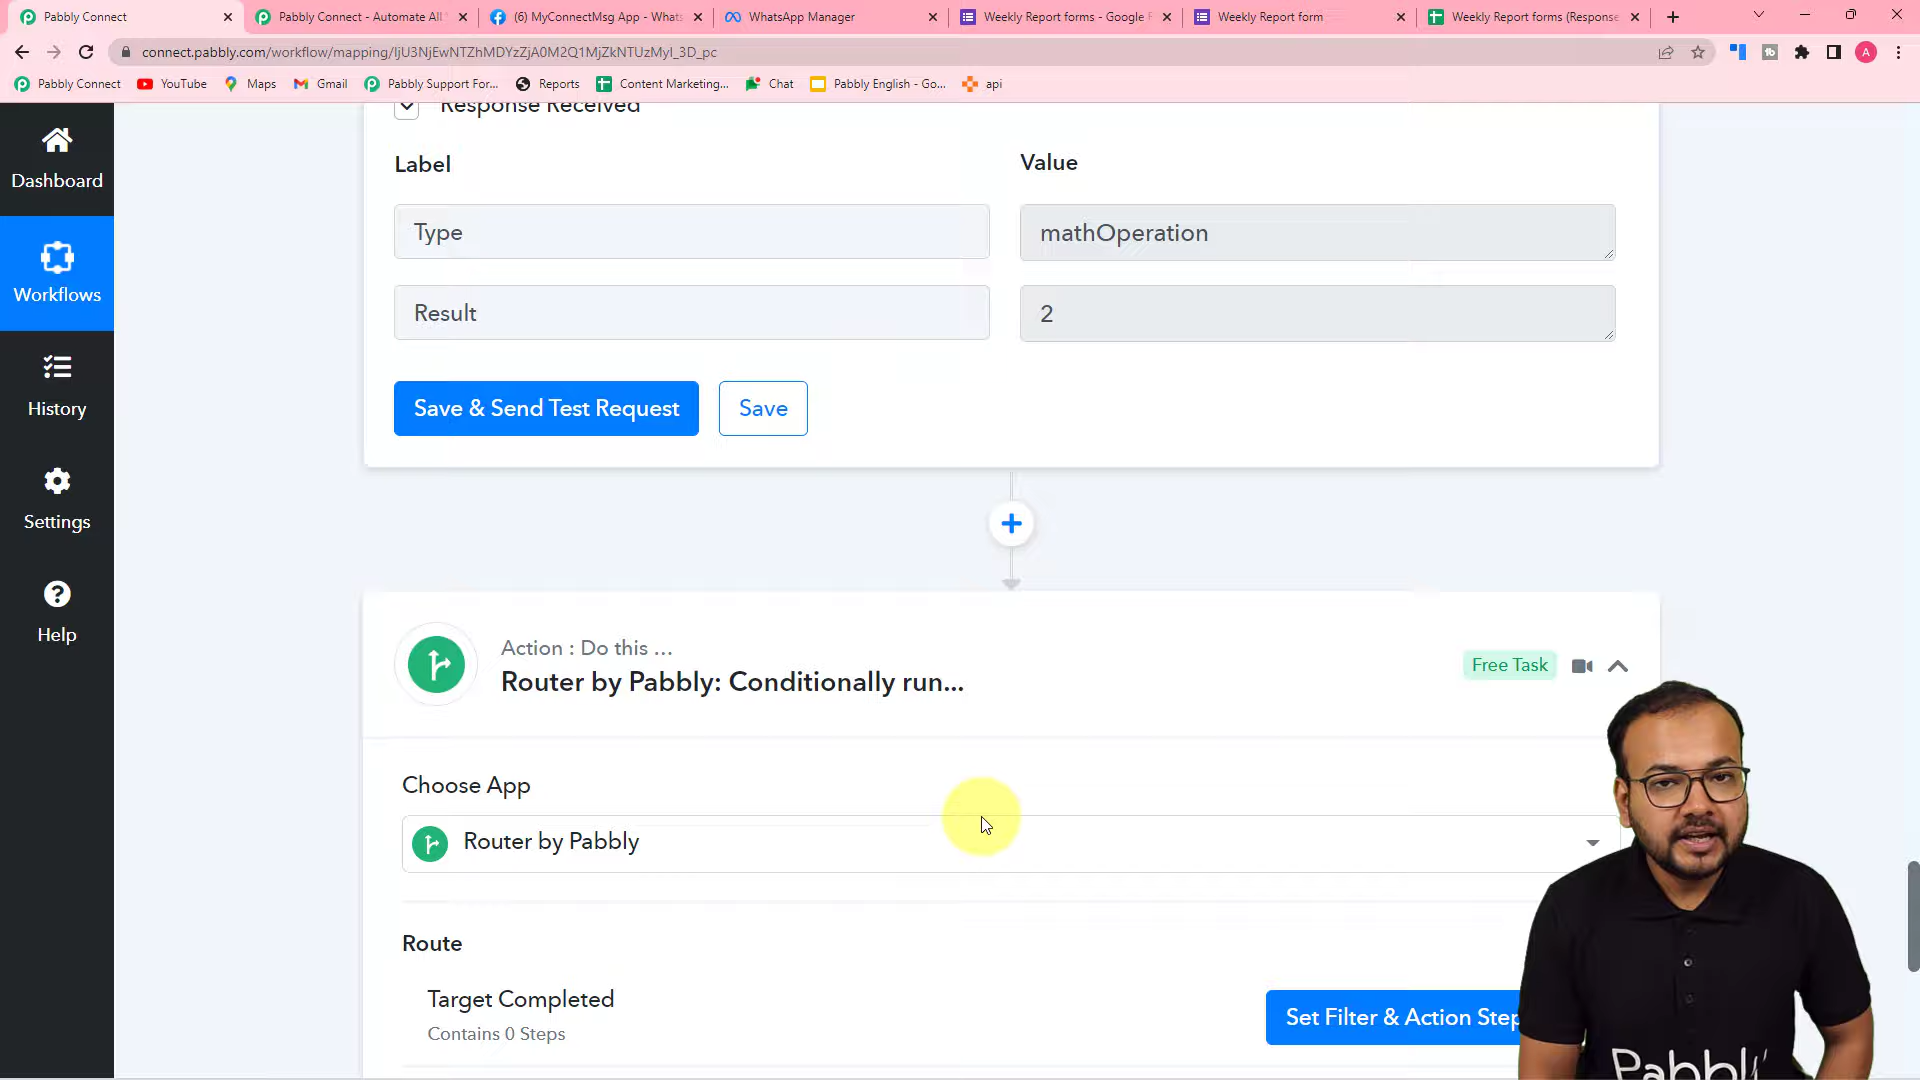 Pabbly Connect
Pabbly Connect - Automate All
(6) MyConnectMsg App - Whats
WhatsApp Manager
Weekly Report forms - Google F
Weekly Report form
Weekly Report forms (Response
connect.pabbly.com/workflow/mapping/IjU3NjEwNTZhMDYzZjA0M2Q1MjZkNTUzMyI_3D_pc
A
Pabbly Connect
YouTube
Maps
Gmail
Pabbly Support For...
Reports
Content Marketing...
Chat
Pabbly English - Go...
api
Dashboard
Workflows
History
Settings
Help
Response Received
Label
Value
Type
mathOperation
Result
2
Save & Send Test Request
Save
Action : Do this ...
Router by Pabbly: Conditionally run...
Free Task
Choose App
Router by Pabbly
Route
Target Completed
Contains 0 Steps
Set Filter & Action Step
Pabbly